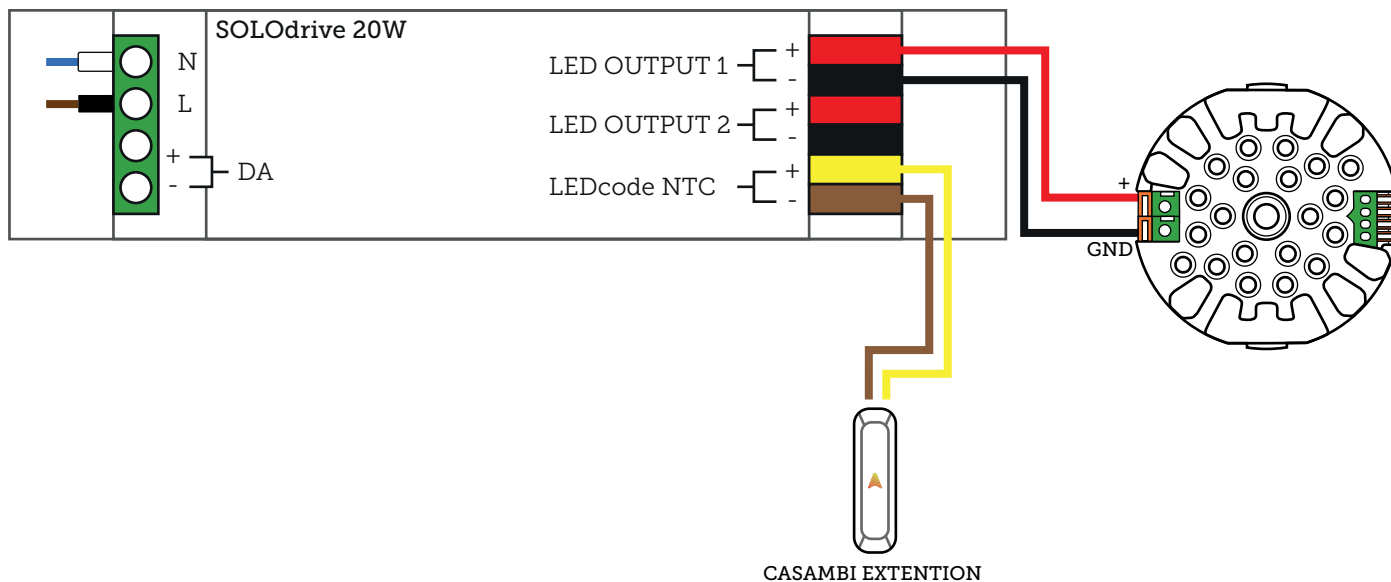 SOLOdrive 20W
N
L
+
-
DA
LED OUTPUT 1
+
-
LED OUTPUT 2
+
-
LEDcode NTC
+
-
+
GND
CASAMBI EXTENTION